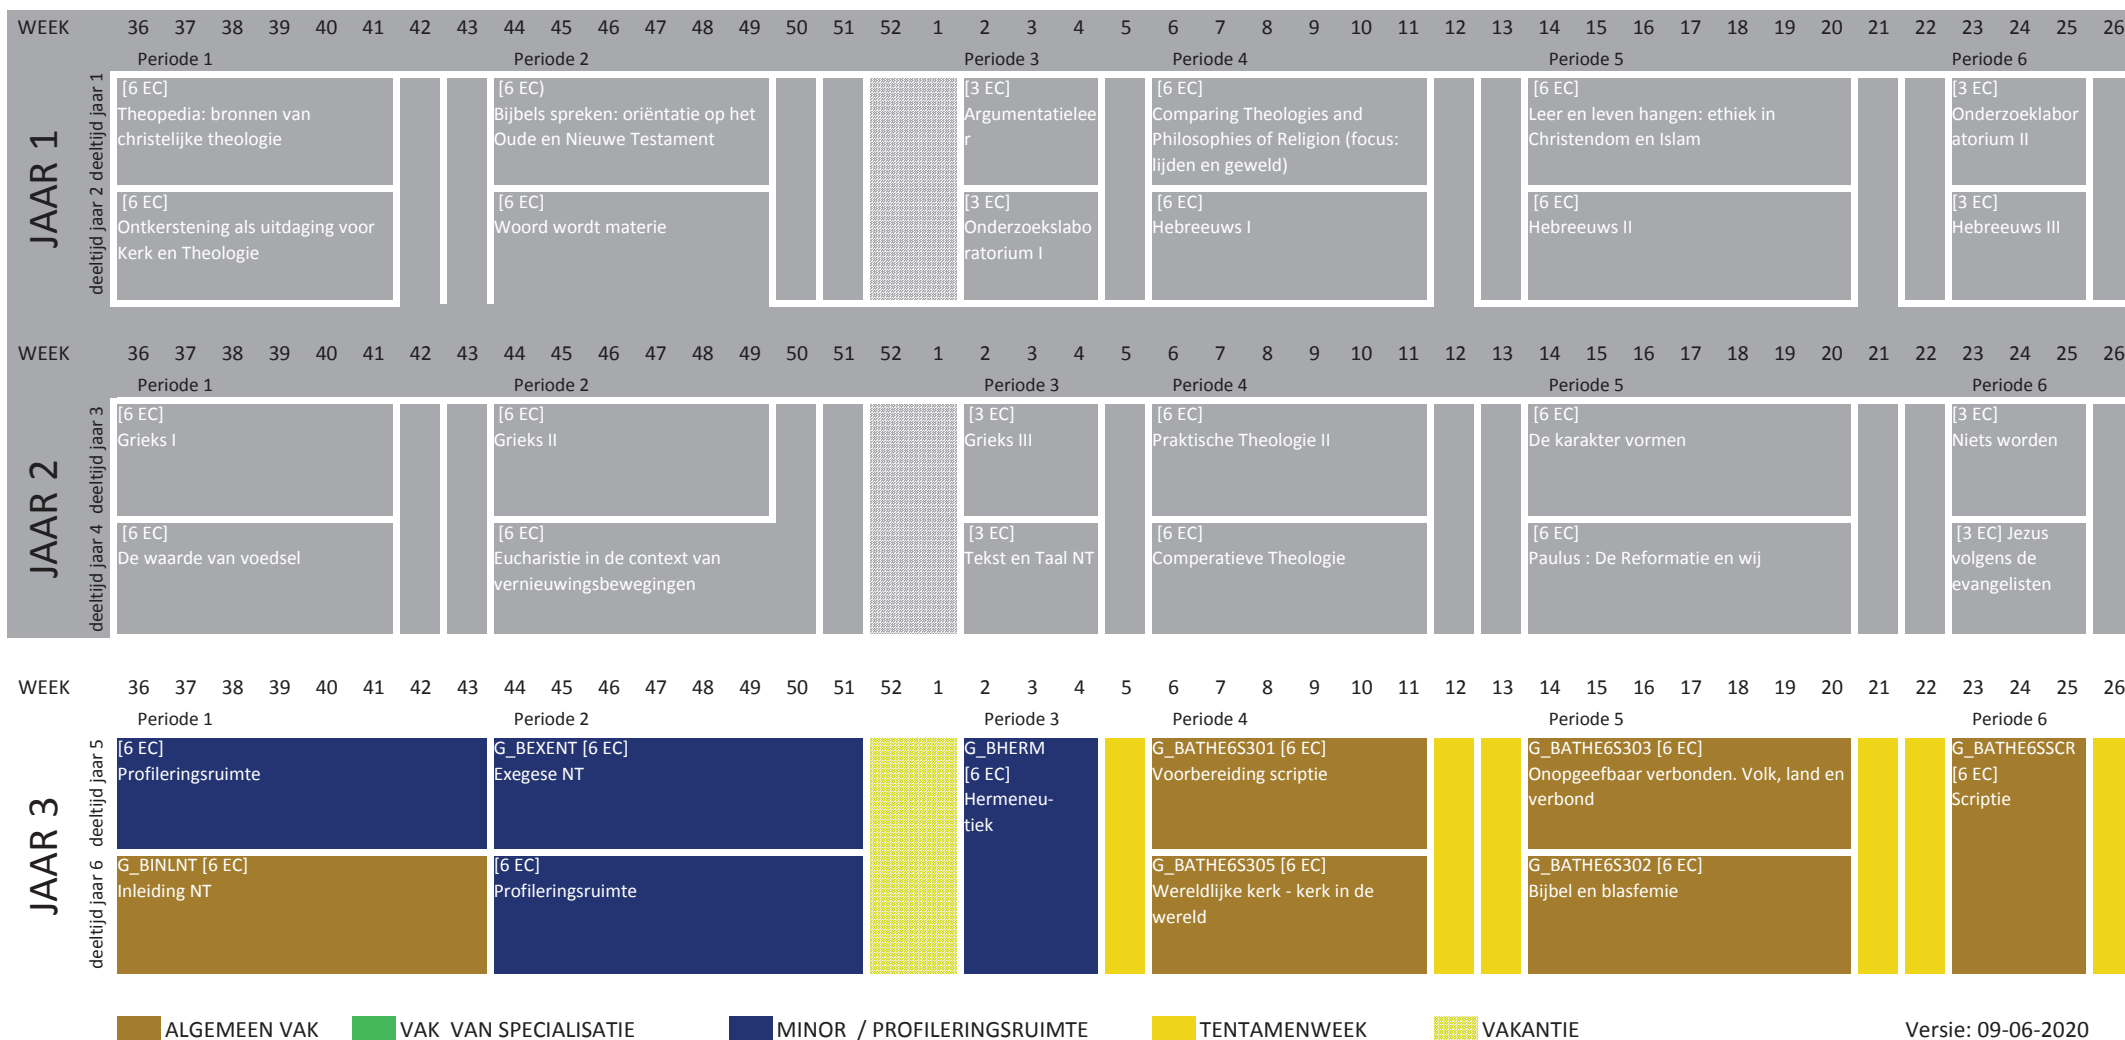 WEEK 36 37 38 39 40 41 42 43 44 45 46 47 48 49 50 51 52 1 2 3 4 5 6 7 8 9 10 11 12 13 14 15 16 17 18 19 20 21 22 23 24 25 26
Periode 1 Periode 2 Periode 3 Periode 4 Periode 5 Periode 6
JAAR 1
deeltijd jaar 2 deeltijd jaar 1
[6 EC]
Theopedia: bronnen van
christelijke theologie
[6 EC)
Bijbels spreken: oriëntatie op het
Oude en Nieuwe Testament
[3 EC]
Argumentatielee
r
[6 EC]
Comparing Theologies and
Philosophies of Religion (focus:
lijden en geweld)
[6 EC]
Leer en leven hangen: ethiek in
Christendom en Islam
[3 EC]
Onderzoeklabor
atorium II
[6 EC]
Ontkerstening als uitdaging voor
Kerk en Theologie
[6 EC]
Woord wordt materie
[3 EC]
Onderzoekslabo
ratorium I
[6 EC]
Hebreeuws I
[6 EC]
Hebreeuws II
[3 EC]
Hebreeuws III
WEEK 36 37 38 39 40 41 42 43 44 45 46 47 48 49 50 51 52 1 2 3 4 5 6 7 8 9 10 11 12 13 14 15 16 17 18 19 20 21 22 23 24 25 26
Periode 1 Periode 2 Periode 3 Periode 4 Periode 5 Periode 6
JAAR 2
deeltijd jaar 4 deeltijd jaar 3
[6 EC]
Grieks I
[6 EC]
Grieks II
[3 EC]
Grieks III
[6 EC]
Praktische Theologie II
[6 EC]
De karakter vormen
[3 EC]
Niets worden
[6 EC]
De waarde van voedsel
[6 EC]
Eucharistie in de context van
vernieuwingsbewegingen
[3 EC]
Tekst en Taal NT
[6 EC]
Comperatieve Theologie
[6 EC]
Paulus : De Reformatie en wij
[3 EC] Jezus
volgens de
evangelisten
WEEK 36 37 38 39 40 41 42 43 44 45 46 47 48 49 50 51 52 1 2 3 4 5 6 7 8 9 10 11 12 13 14 15 16 17 18 19 20 21 22 23 24 25 26
Periode 1 Periode 2 Periode 3 Periode 4 Periode 5 Periode 6
JAAR 3
deeltijd jaar 6 deeltijd jaar 5
[6 EC]
Profileringsruimte
G_BEXENT [6 EC]
Exegese NT
G_BHERM
[6 EC]
Hermeneu-
tiek
G_BATHE6S301 [6 EC]
Voorbereiding scriptie
G_BATHE6S303 [6 EC]
Onopgeefbaar verbonden. Volk, land en
verbond
G_BATHE6SSCR
[6 EC]
Scriptie
G_BINLNT [6 EC]
Inleiding NT
[6 EC]
Profileringsruimte
G_BATHE6S305 [6 EC]
Wereldlijke kerk - kerk in de
wereld
G_BATHE6S302 [6 EC]
Bijbel en blasfemie
ALGEMEEN VAK VAK VAN SPECIALISATIE MINOR / PROFILERINGSRUIMTE TENTAMENWEEK VAKANTIE Versie: 09-06-2020